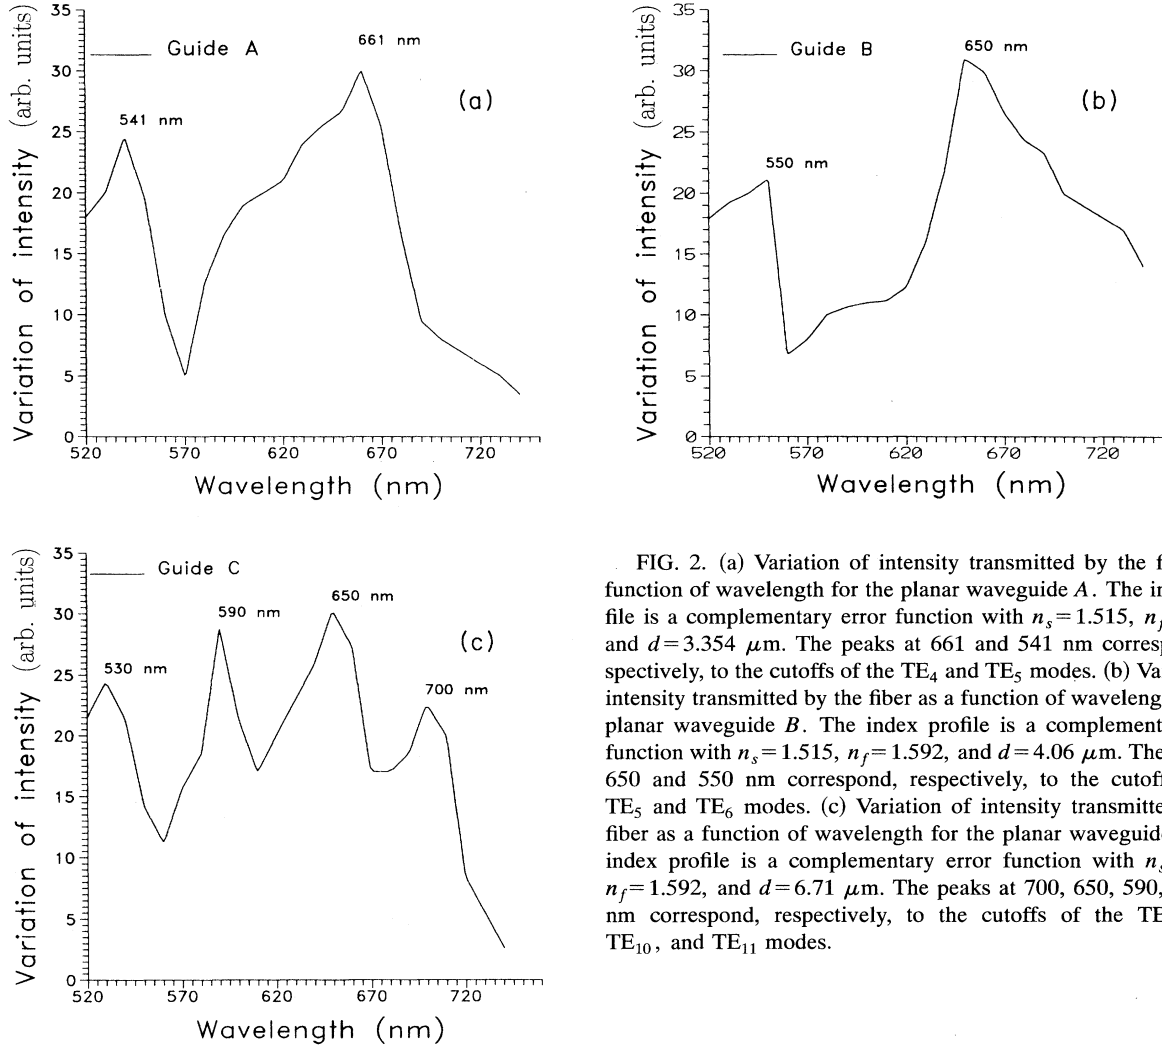 35
30
25
20
15
10
5
0
Variation of intensity (arb. units)
Guide A
661 nm
541 nm
(a)
520 570 620 670 720
Wavelength (nm)
35
30
25
20
15
10
5
0
Variation of intensity (arb. units)
Guide B
650 nm
550 nm
(b)
520 570 620 670 720
Wavelength (nm)
35
30
25
20
15
10
5
0
Variation of intensity (arb. units)
Guide C
650 nm
590 nm
530 nm
700 nm
(c)
520 570 620 670 720
Wavelength (nm)
FIG. 2. (a) Variation of intensity transmitted by the
function of wavelength for the planar waveguide A. The
file is a complementary error function with nₛ=1.515,
and d=3.354 μm. The peaks at 661 and 541 nm
spectively, to the cutoffs of the TE₄ and TE₅ modes. (b)
intensity transmitted by the fiber as a function of
planar waveguide B. The index profile is a
function with nₛ=1.515, n_f=1.592, and d=4.06 μm.
650 and 550 nm correspond, respectively, to the
TE₅ and TE₆ modes. (c) Variation of intensity
fiber as a function of wavelength for the planar
index profile is a complementary error function with
n_f=1.592, and d=6.71 μm. The peaks at 700, 650, 590,
nm correspond, respectively, to the cutoffs of the
TE₁₀, and TE₁₁ modes.